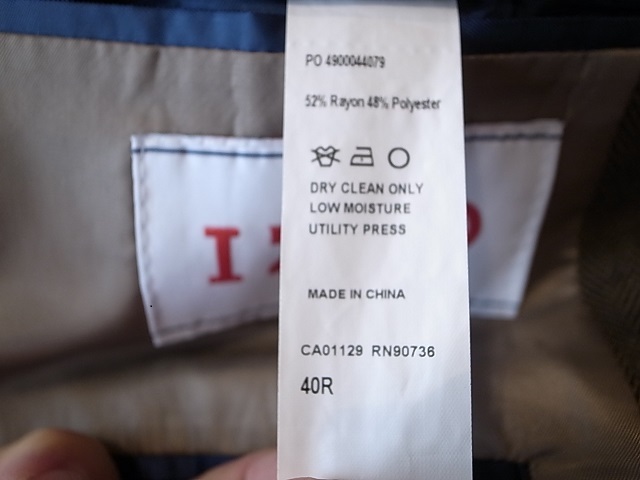 PO 4900044079
52% Rayon 48% Polyester
DRY CLEAN ONLY
LOW MOISTURE
UTILITY PRESS
MADE IN CHINA
CA01129 RN90736
40R